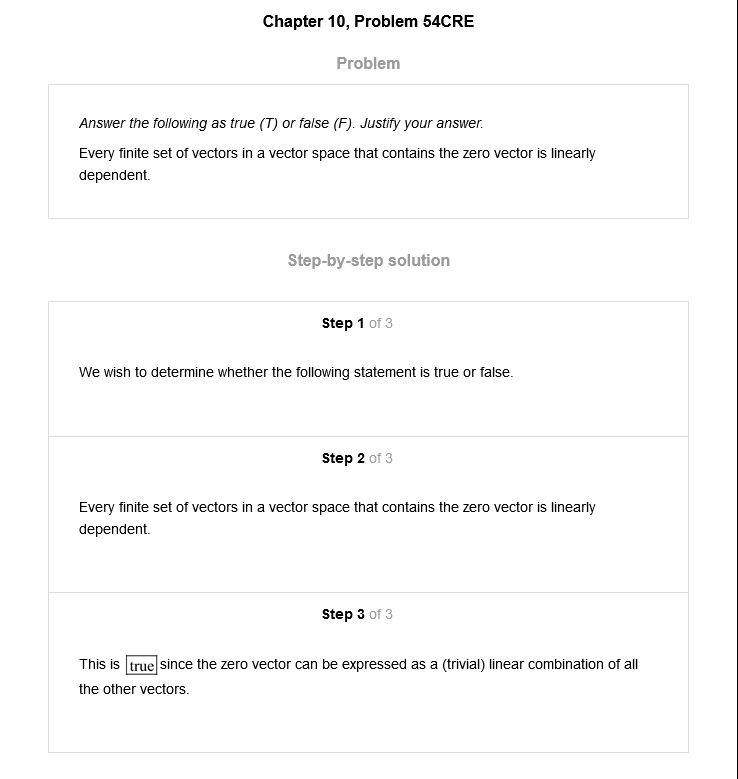 Chapter 10, Problem 54CRE
Problem
Answer the following as true (T) or false (F). Justify your answer.
Every finite set of vectors in a vector space that contains the zero vector is linearly
dependent.
Step-by-step solution
Step 1 of 3
We wish to determine whether the following statement is true or false.
Step 2 of 3
Every finite set of vectors in a vector space that contains the zero vector is linearly
dependent.
Step 3 of 3
This is true since the zero vector can be expressed as a (trivial) linear combination of all
the other vectors.